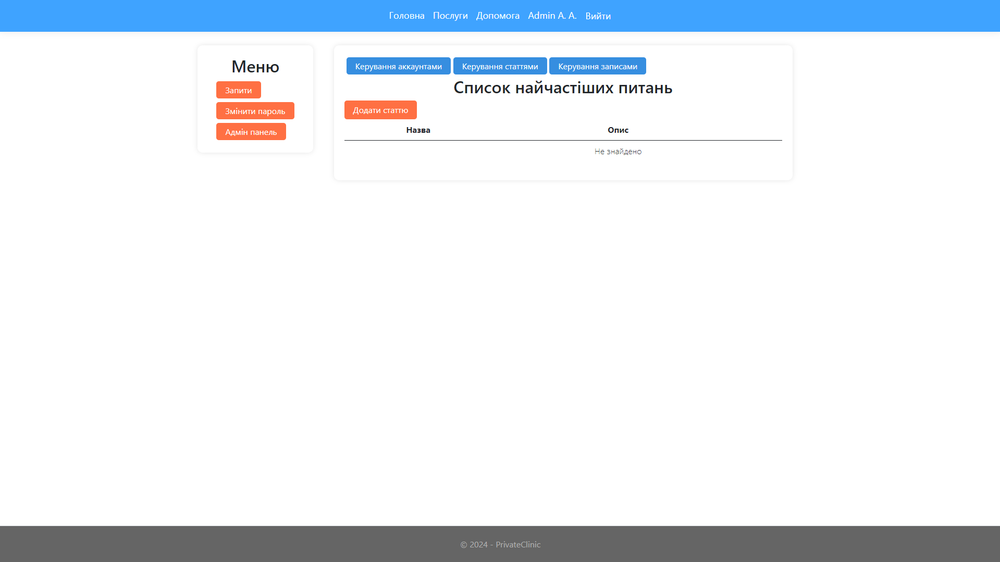 Головна Послуги Допомога Admin A. A. Вийти
Меню
Запити
Змінити пароль
Адмін панель
Керування аккаунтами Керування статтями Керування записами
Список найчастіших питань
Додати статтю
Назва Опис
Не знайдено
© 2024 - PrivateClinic